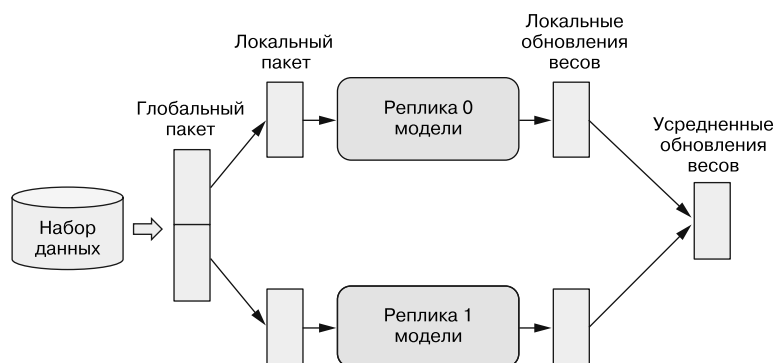 Локальный
пакет
Локальные
обновления
весов
Глобальный
пакет
Реплика 0
модели
Усредненные
обновления
весов
Набор
данных
Реплика 1
модели